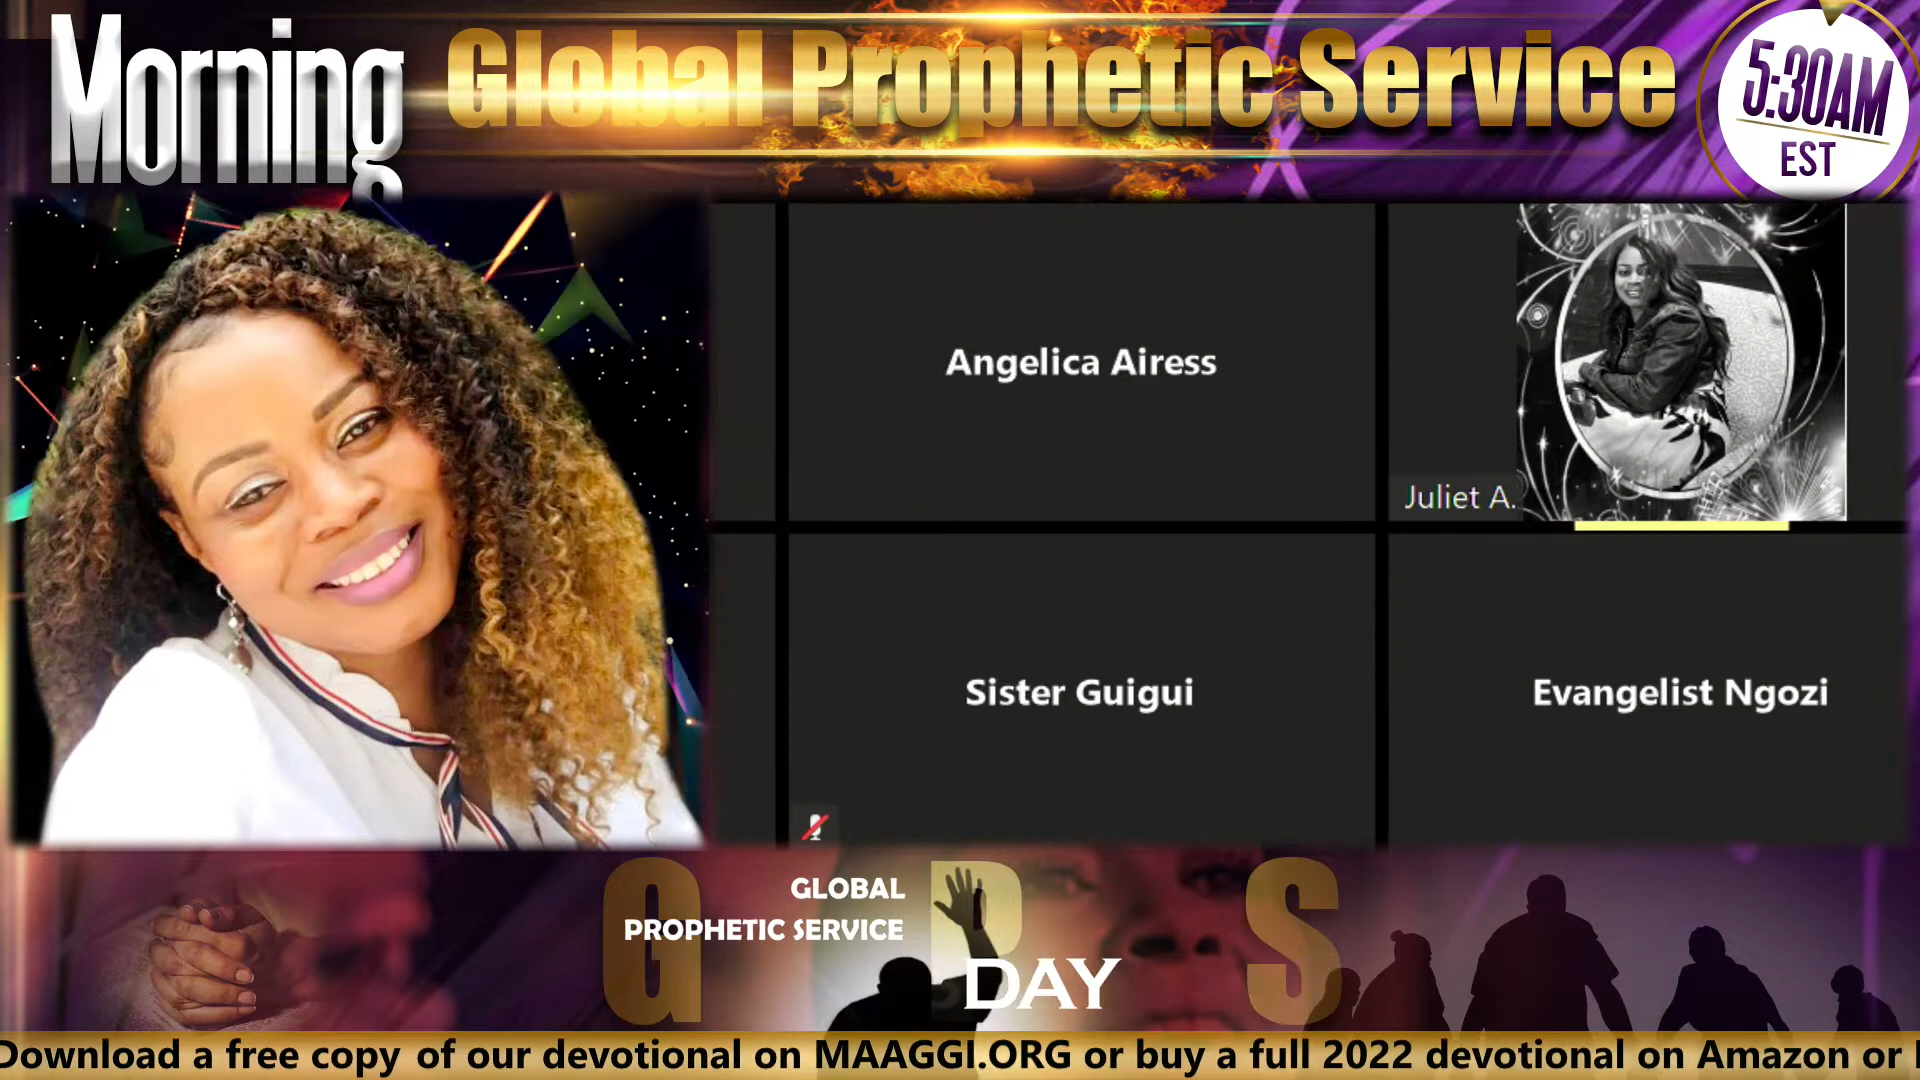 Morning
Global Prophetic Service
5:30AM
EST
Angelica Airess
Juliet A.
Sister Guigui
Evangelist Ngozi
G P S
GLOBAL
PROPHETIC SERVICE
DAY
Download a free copy of our devotional on MAAGGI.ORG or buy a full 2022 devotional on Amazon or